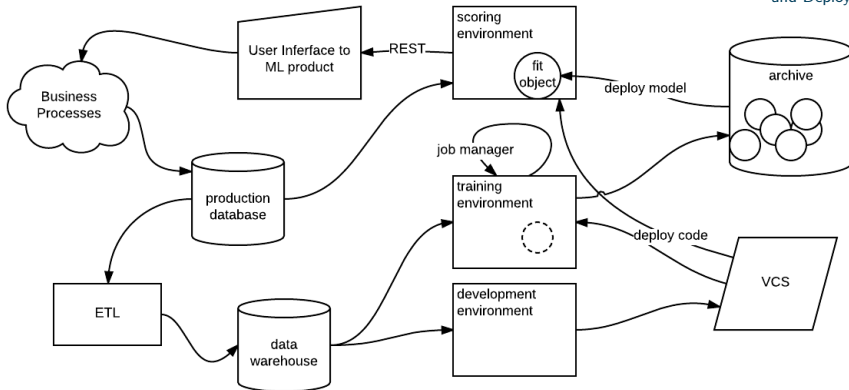 and Deploy
scoring
environment
User Inferface to
ML product
REST
fit
object
archive
deploy model
Business
Processes
job manager
training
environment
production
database
deploy code
VCS
development
environment
ETL
data
warehouse